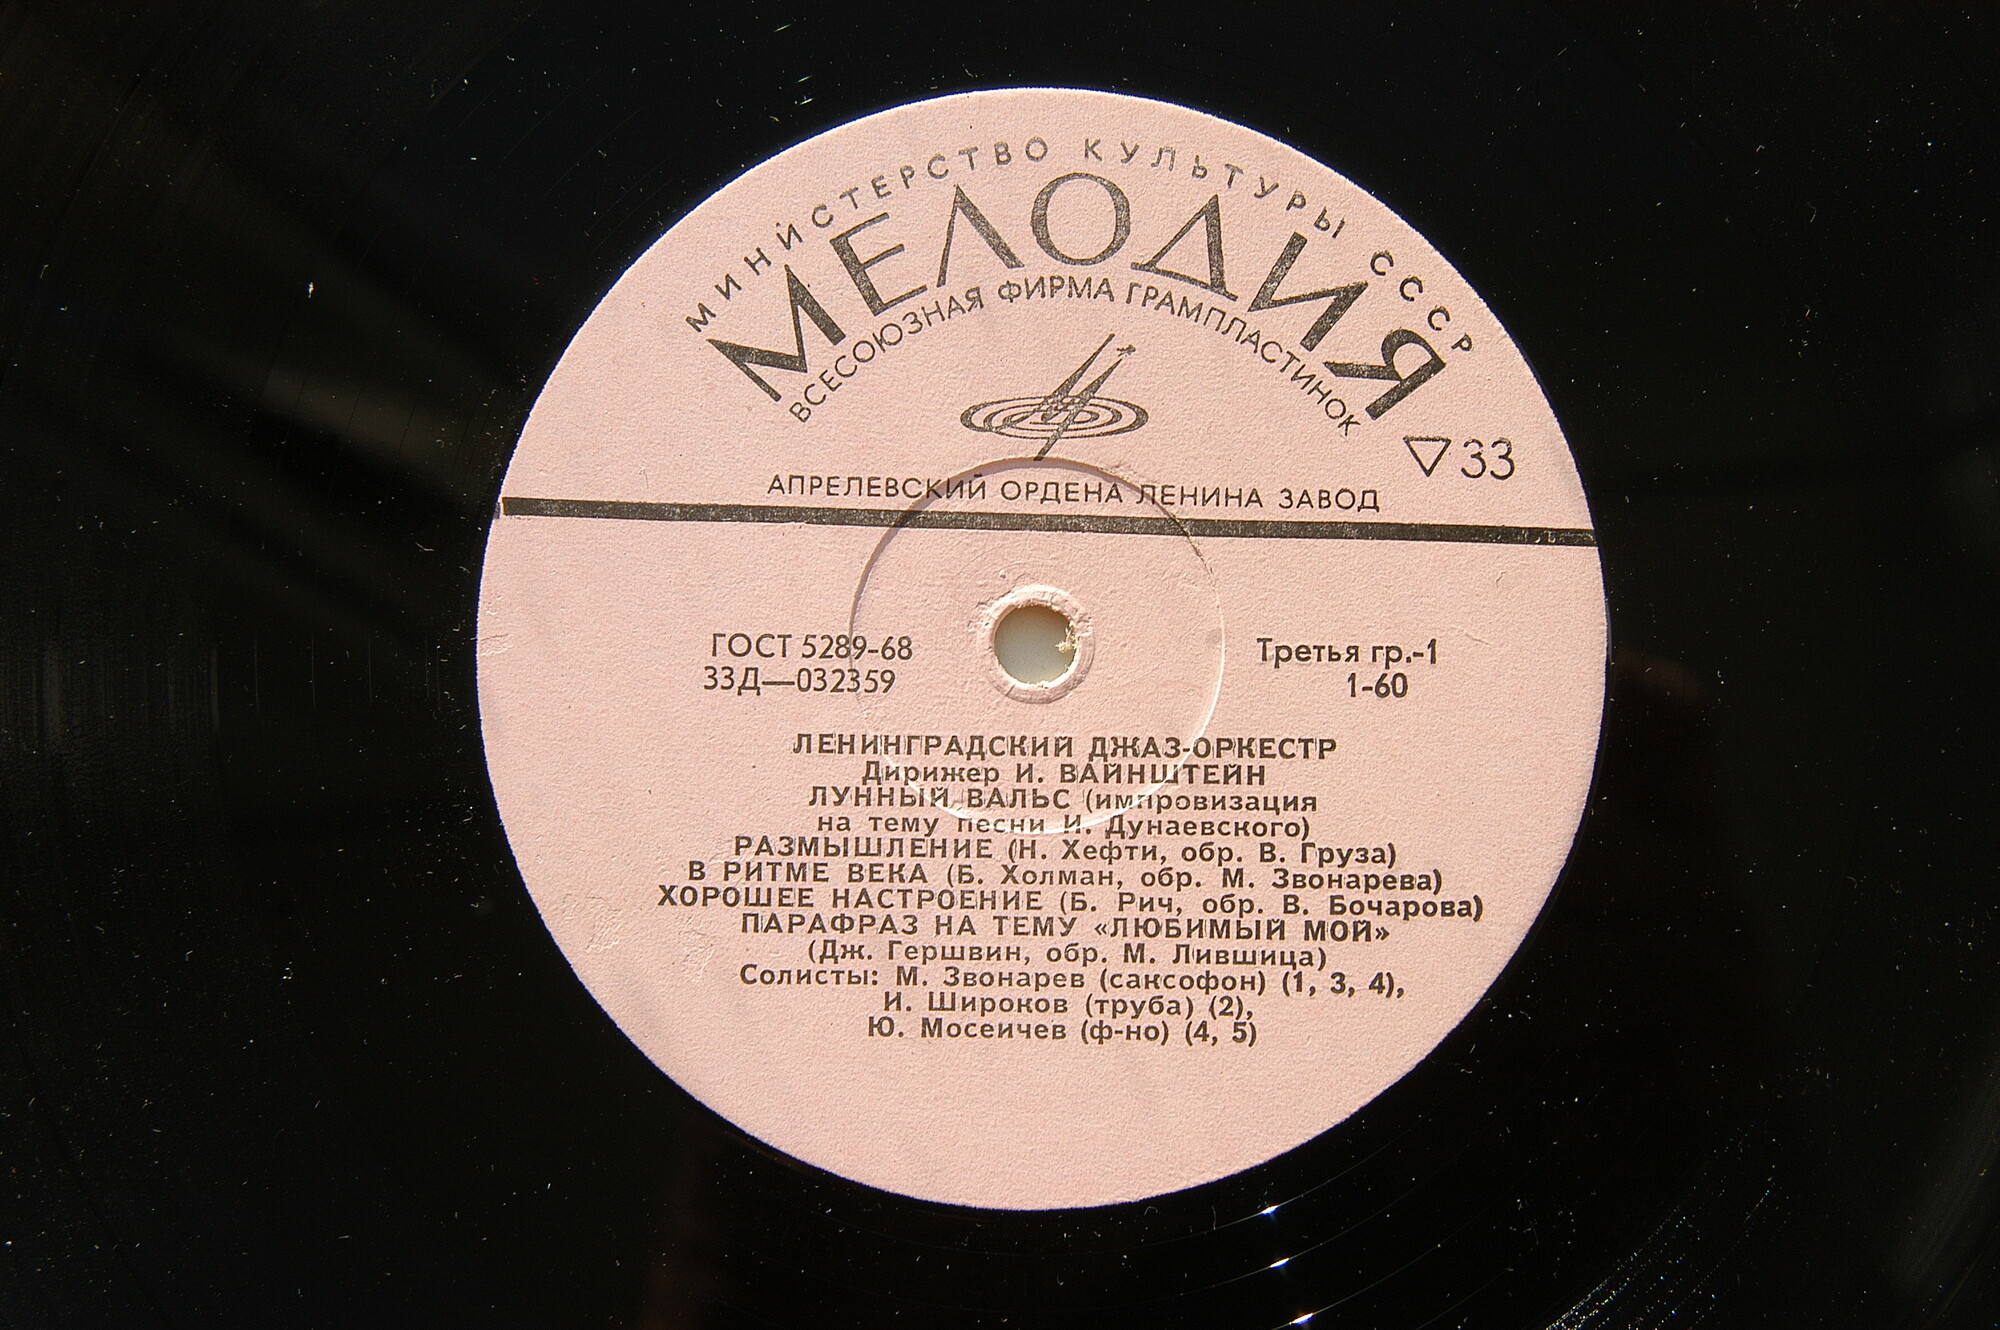 МИНИСТЕРСТВО КУЛЬТУРЫ СССР
МЕЛОДИЯ
ВСЕСОЮЗНАЯ ФИРМА ГРАМПЛАСТИНОК
33
АПРЕЛЕВСКИЙ ОРДЕНА ЛЕНИНА ЗАВОД
ГОСТ 5289-68
33Д—032359
Третья гр.-1
1-60
ЛЕНИНГРАДСКИЙ ДЖАЗ-ОРКЕСТР
Дирижер И. ВАЙНШТЕЙН
ЛУННЫЙ ВАЛЬС (импровизация
на тему песни И. Дунаевского)
РАЗМЫШЛЕНИЕ (Н. Хефти, обр. В. Груза)
В РИТМЕ ВЕКА (Б. Холман, обр. М. Звонарева)
ХОРОШЕЕ НАСТРОЕНИЕ (Б. Рич, обр. В. Бочарова)
ПАРАФРАЗ НА ТЕМУ «ЛЮБИМЫЙ МОЙ»
(Дж. Гершвин, обр. М. Лившица)
Солисты: М. Звонарев (саксофон) (1, 3, 4),
И. Широков (труба) (2),
Ю. Мосеичев (ф-но) (4, 5)